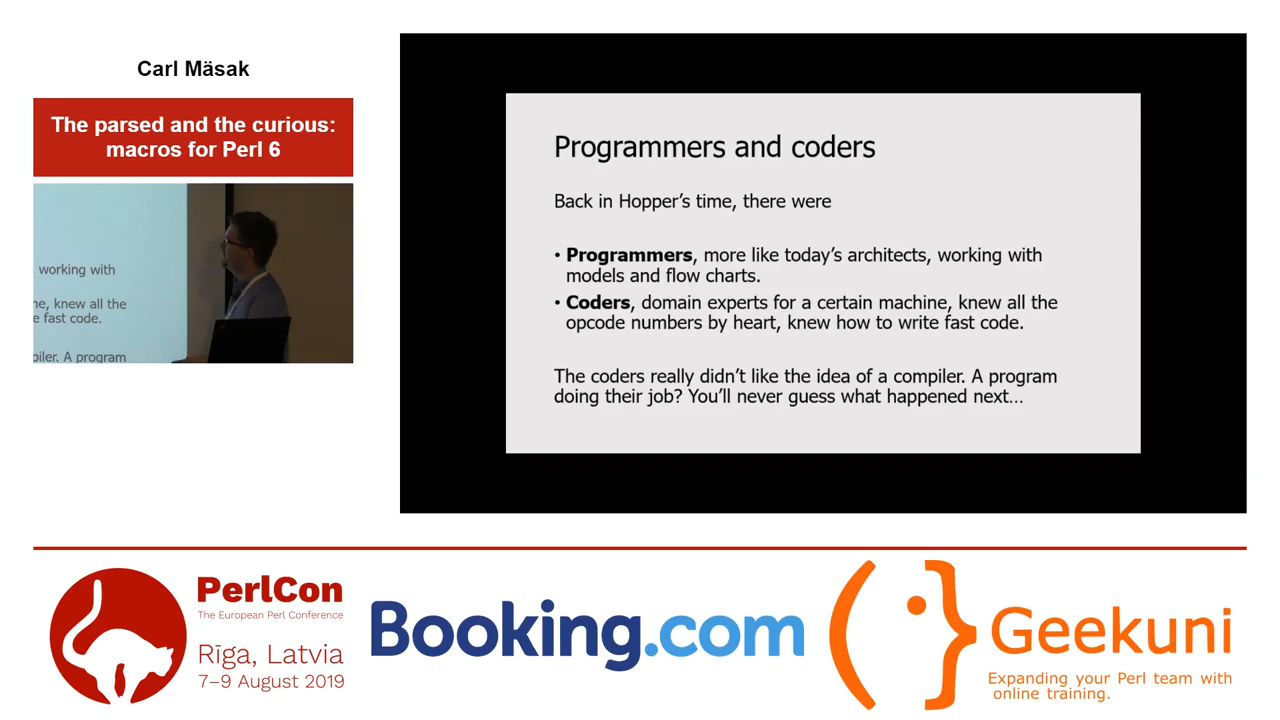 Carl Mäsak
The parsed and the curious:
macros for Perl 6
working with
ne, knew all the
e fast code.
piler. A program
Programmers and coders
Back in Hopper's time, there were
• Programmers, more like today's architects, working with
models and flow charts.
• Coders, domain experts for a certain machine, knew all the
opcode numbers by heart, knew how to write fast code.
The coders really didn't like the idea of a compiler. A program
doing their job? You'll never guess what happened next...
PerlCon
The European Perl Conference
Rīga, Latvia
7–9 August 2019
Booking.com
Geekuni
Expanding your Perl team with
online training.